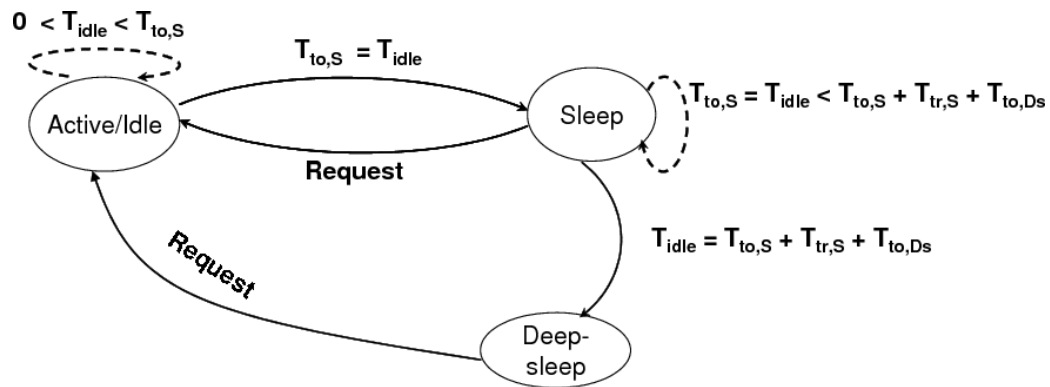 0 < T_idle < T_to,S
T_to,S = T_idle
Active/Idle
Sleep
T_to,S = T_idle < T_to,S + T_tr,S + T_to,Ds
Request
T_idle = T_to,S + T_tr,S + T_to,Ds
Request
Deep-
sleep